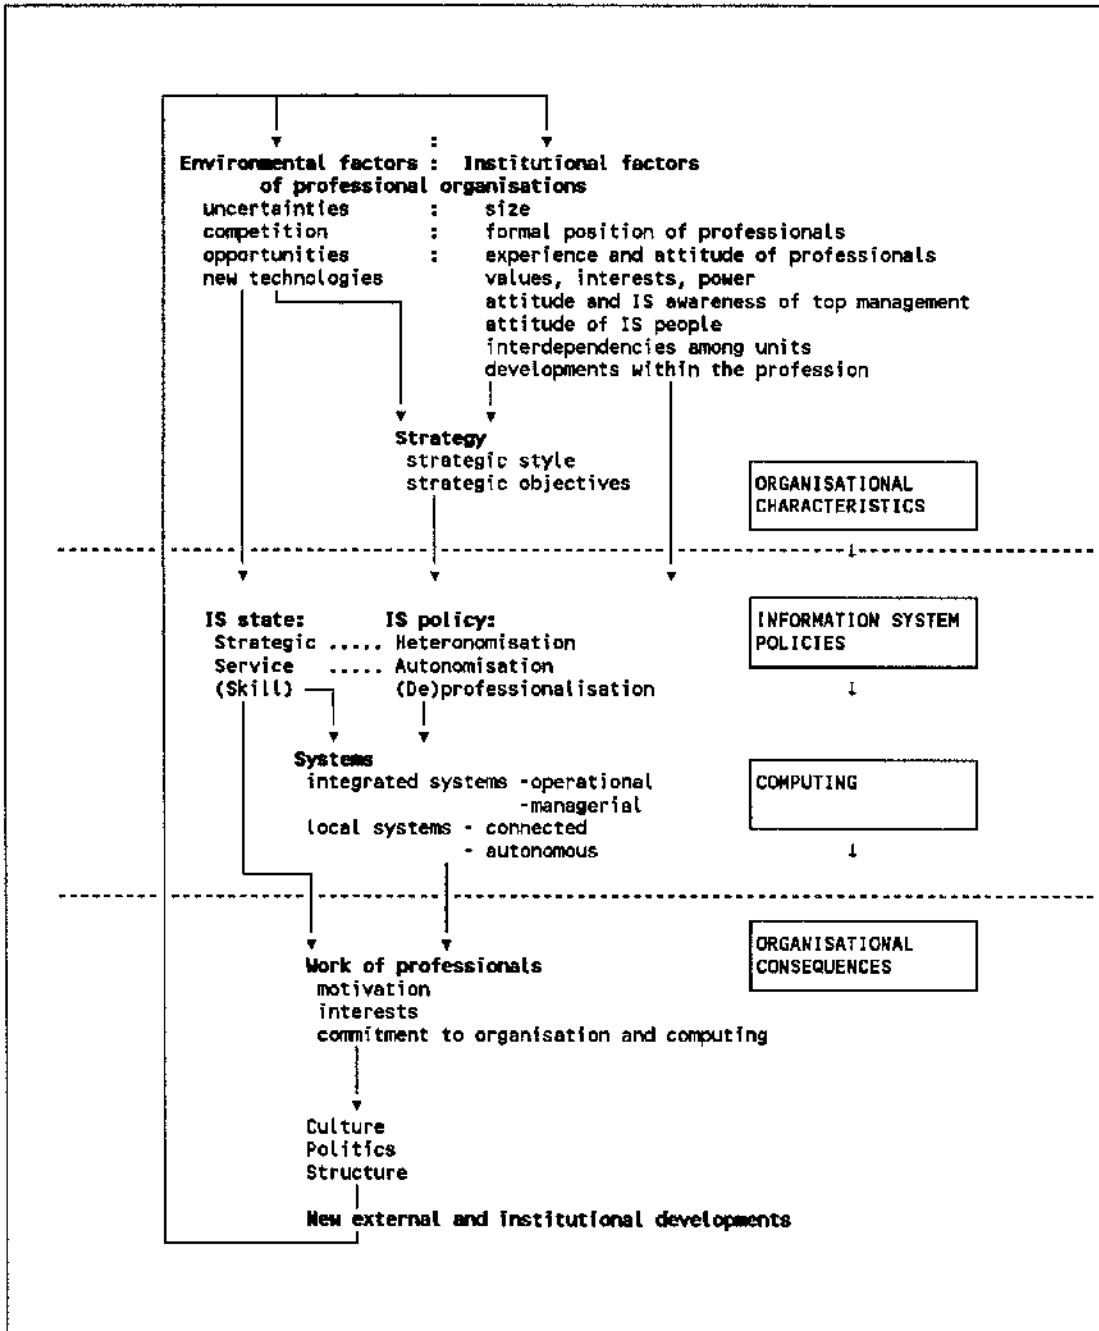 :
Environmental factors : Institutional factors
of professional organisations
uncertainties : size
competition : formal position of professionals
opportunities : experience and attitude of professionals
new technologies values, interests, power
attitude and IS awareness of top management
attitude of IS people
interdependencies among units
developments within the profession
Strategy
strategic style
strategic objectives
ORGANISATIONAL
CHARACTERISTICS
IS state: IS policy:
Strategic ..... Heteronomisation
Service ..... Autonomisation
(Skill) (De)professionalisation
INFORMATION SYSTEM
POLICIES
Systems
integrated systems -operational
-managerial
local systems - connected
- autonomous
COMPUTING
Work of professionals
motivation
interests
commitment to organisation and computing
ORGANISATIONAL
CONSEQUENCES
Culture
Politics
Structure
New external and institutional developments